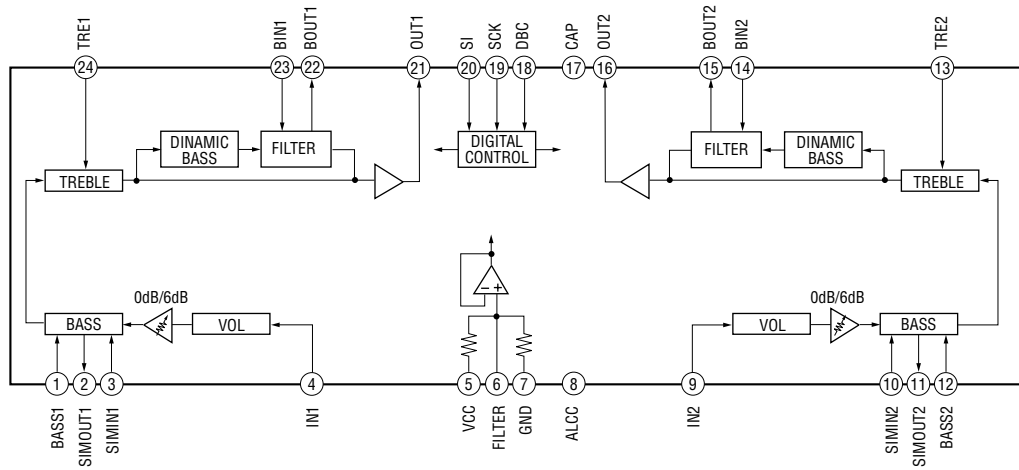 TRE1
BIN1
BOUT1
OUT1
SI
SCK
DBC
CAP
OUT2
BOUT2
BIN2
TRE2
24
23
22
21
20
19
18
17
16
15
14
13
DINAMIC
BASS
FILTER
DIGITAL
CONTROL
FILTER
DINAMIC
BASS
TREBLE
TREBLE
− +
0dB/6dB
0dB/6dB
BASS
VOL
VOL
BASS
1
2
3
4
5
6
7
8
9
10
11
12
BASS1
SIMOUT1
SIMIN1
IN1
VCC
FILTER
GND
ALCC
IN2
SIMIN2
SIMOUT2
BASS2